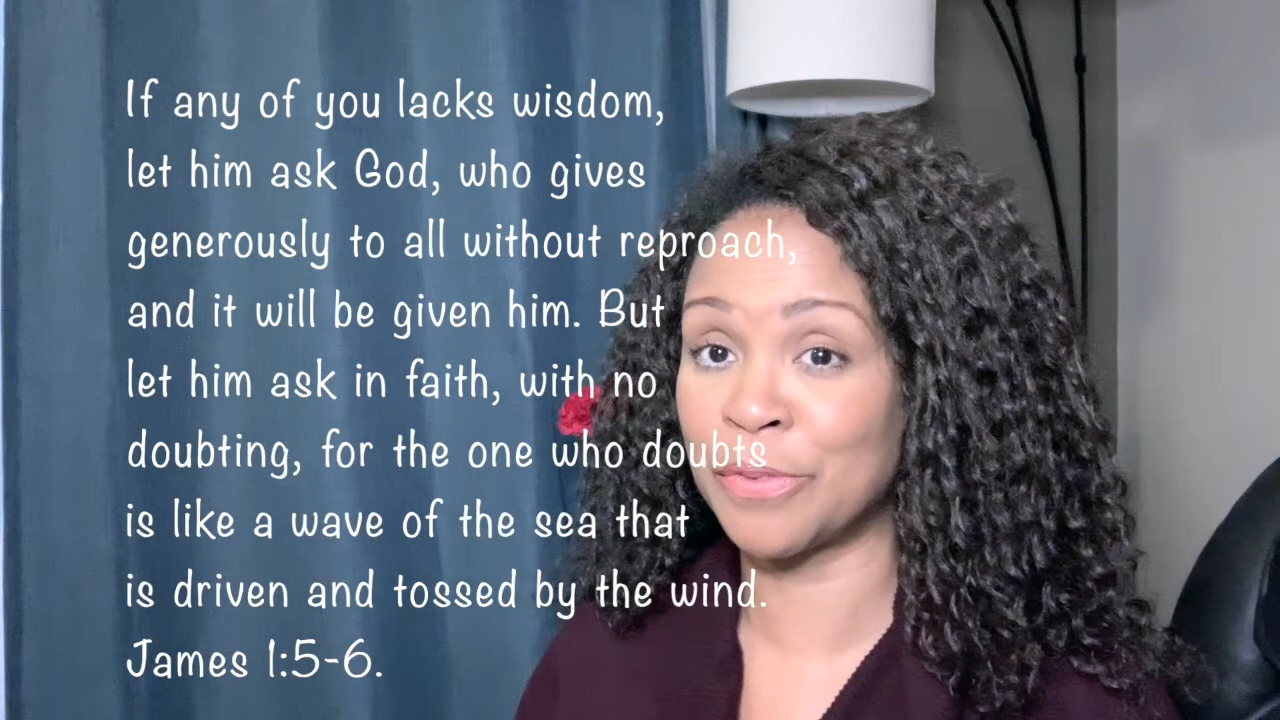 If any of you lacks wisdom,
let him ask God, who gives
generously to all without reproach,
and it will be given him. But
let him ask in faith, with no
doubting, for the one who doubts
is like a wave of the sea that
is driven and tossed by the wind.
James 1:5-6.